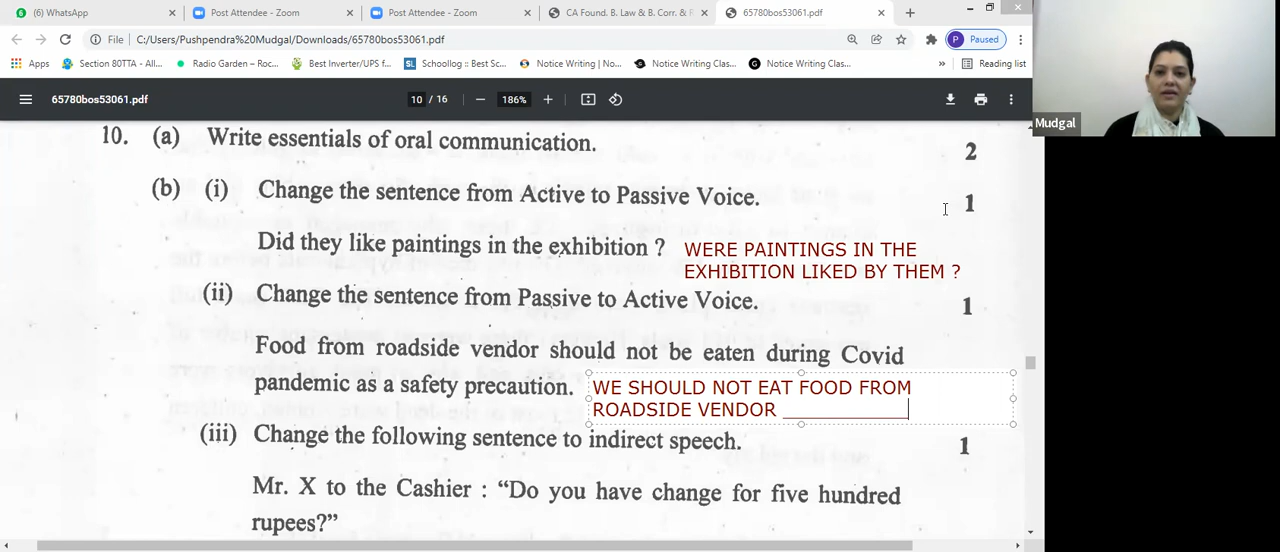 (6) WhatsApp
Post Attendee - Zoom
Post Attendee - Zoom
CA Found. B. Law & B. Corr. & R
65780bos53061.pdf
File
C:/Users/Pushpendra%20Mudgal/Downloads/65780bos53061.pdf
P Paused
Apps
Section 80TTA - All...
Radio Garden – Roc...
Best Inverter/UPS f...
Schoollog :: Best Sc...
Notice Writing | No...
Notice Writing Clas...
Notice Writing Clas...
Reading list
65780bos53061.pdf
10 / 16
186%
Mudgal
10. (a) Write essentials of oral communication. 2
(b) (i) Change the sentence from Active to Passive Voice. 1
Did they like paintings in the exhibition ? WERE PAINTINGS IN THE
EXHIBITION LIKED BY THEM ?
(ii) Change the sentence from Passive to Active Voice. 1
Food from roadside vendor should not be eaten during Covid
pandemic as a safety precaution. WE SHOULD NOT EAT FOOD FROM
ROADSIDE VENDOR ____________
(iii) Change the following sentence to indirect speech. 1
Mr. X to the Cashier : “Do you have change for five hundred
rupees?”